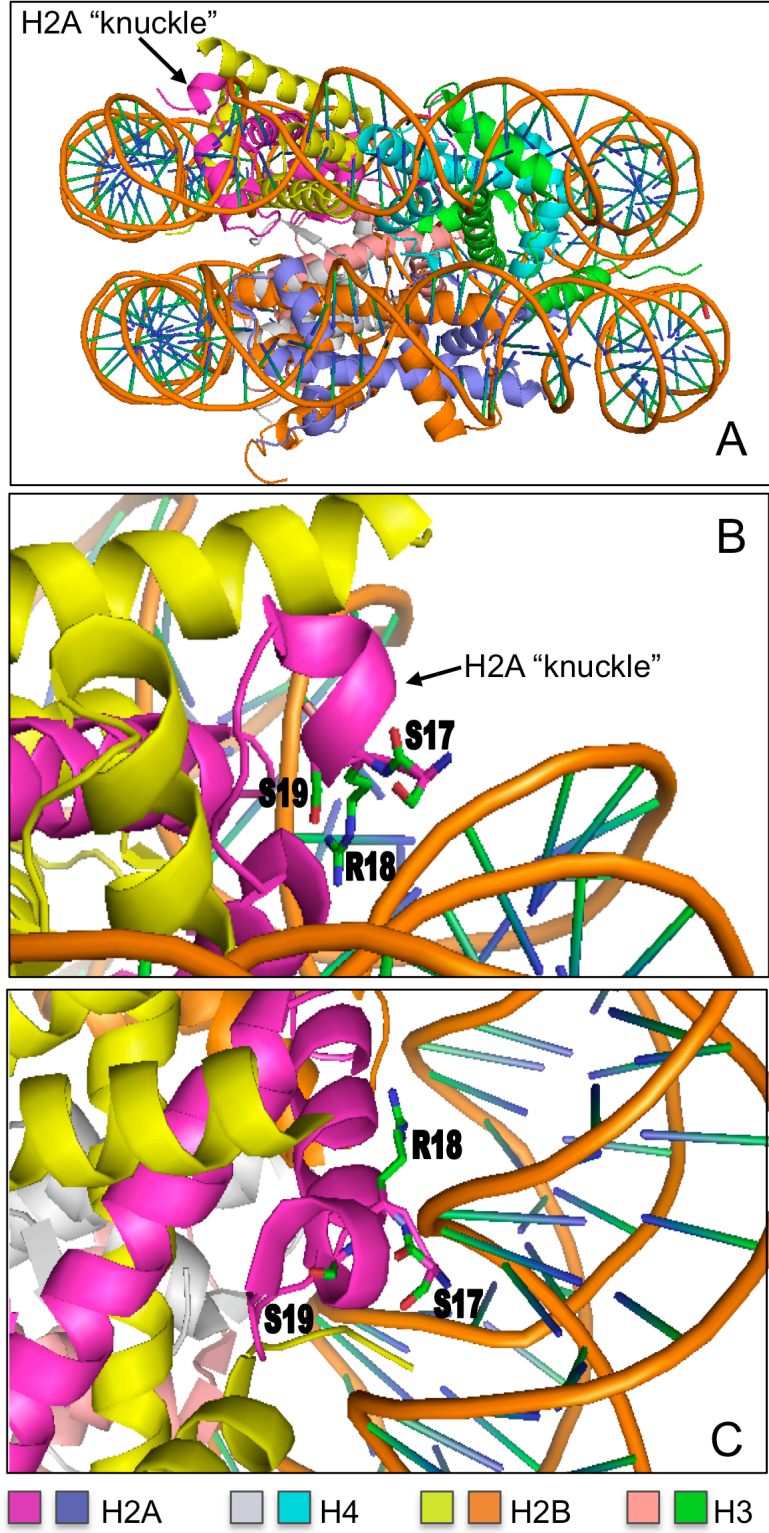 H2A “knuckle”
A
B
H2A “knuckle”
S17
S19
R18
C
R18
S19
S17
H2A H4 H2B H3